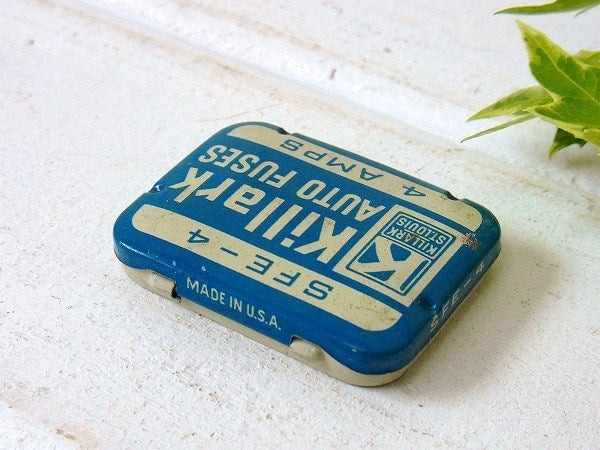 4 AMPS
Killark
AUTO FUSES
KILLARK
ST.LOUIS
SFE-4
MADE IN U.S.A.
SFE-4